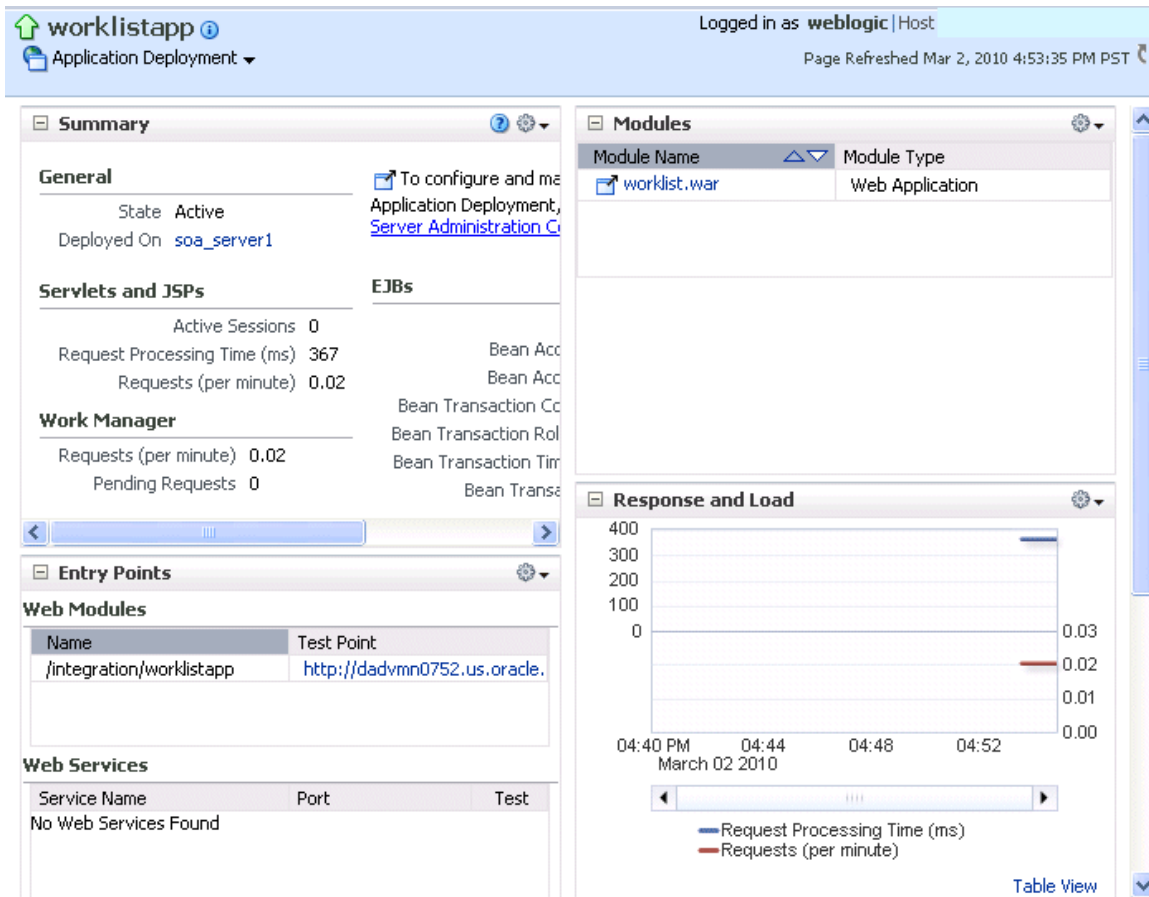 worklistapp
Logged in as weblogic|Host
Application Deployment
Page Refreshed Mar 2, 2010 4:53:35 PM PST
Summary
General
State Active
Deployed On soa_server1
To configure and ma
Application Deployment,
Server Administration Co
Servlets and JSPs
Active Sessions 0
Request Processing Time (ms) 367
Requests (per minute) 0.02
Work Manager
Requests (per minute) 0.02
Pending Requests 0
EJBs
Bean Acc
Bean Acc
Bean Transaction Co
Bean Transaction Rol
Bean Transaction Tim
Bean Transa
Entry Points
Web Modules
Name Test Point
/integration/worklistapp http://dadvmn0752.us.oracle.
Web Services
Service Name Port Test
No Web Services Found
Modules
Module Name Module Type
worklist.war Web Application
Response and Load
400
300
200
100
0
0.03
0.02
0.01
0.00
04:40 PM 04:44 04:48 04:52
March 02 2010
Request Processing Time (ms)
Requests (per minute)
Table View